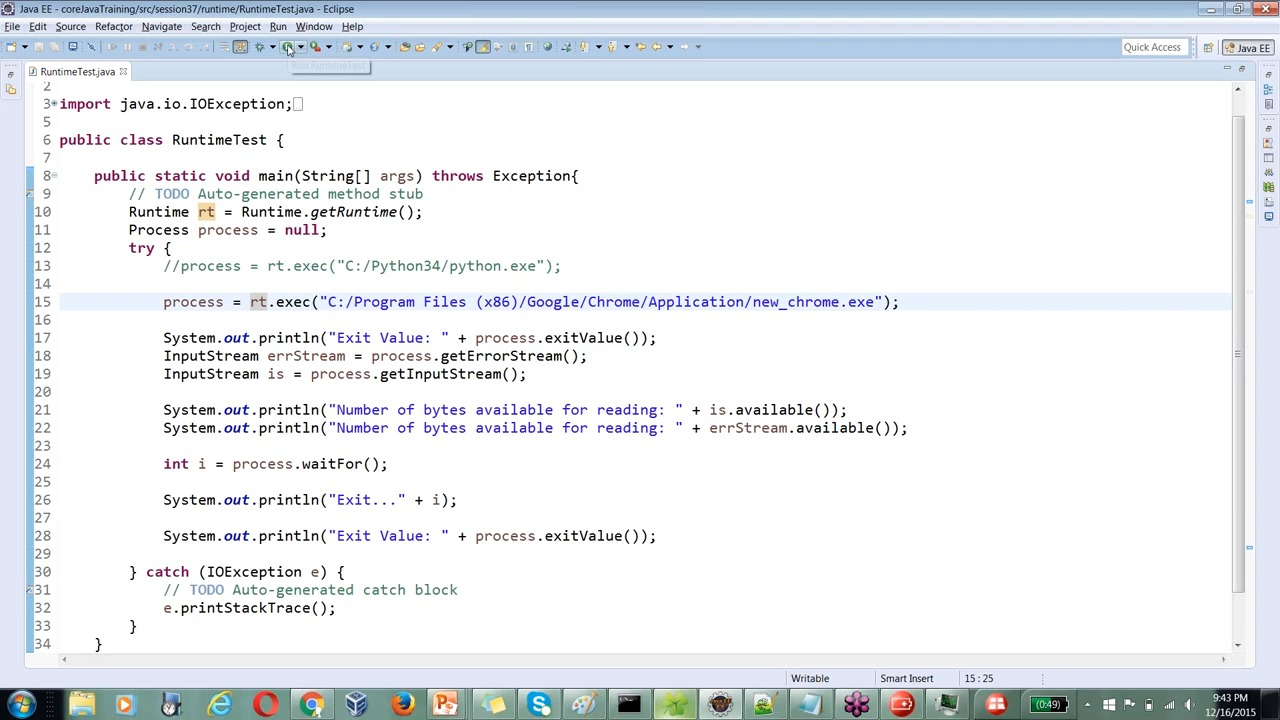 Java EE - coreJavaTraining/src/session37/runtime/RuntimeTest.java - Eclipse
File Edit Source Refactor Navigate Search Project Run Window Help
Quick Access Java EE
Run RuntimeTest
RuntimeTest.java
2
3 import java.io.IOException;
5
6 public class RuntimeTest {
7
8 public static void main(String[] args) throws Exception{
9 // TODO Auto-generated method stub
10 Runtime rt = Runtime.getRuntime();
11 Process process = null;
12 try {
13 //process = rt.exec("C:/Python34/python.exe");
14
15 process = rt.exec("C:/Program Files (x86)/Google/Chrome/Application/new_chrome.exe");
16
17 System.out.println("Exit Value: " + process.exitValue());
18 InputStream errStream = process.getErrorStream();
19 InputStream is = process.getInputStream();
20
21 System.out.println("Number of bytes available for reading: " + is.available());
22 System.out.println("Number of bytes available for reading: " + errStream.available());
23
24 int i = process.waitFor();
25
26 System.out.println("Exit..." + i);
27
28 System.out.println("Exit Value: " + process.exitValue());
29
30 } catch (IOException e) {
31 // TODO Auto-generated catch block
32 e.printStackTrace();
33 }
34 }
Writable Smart Insert 15 : 25
(0:49)
9:43 PM
12/16/2015